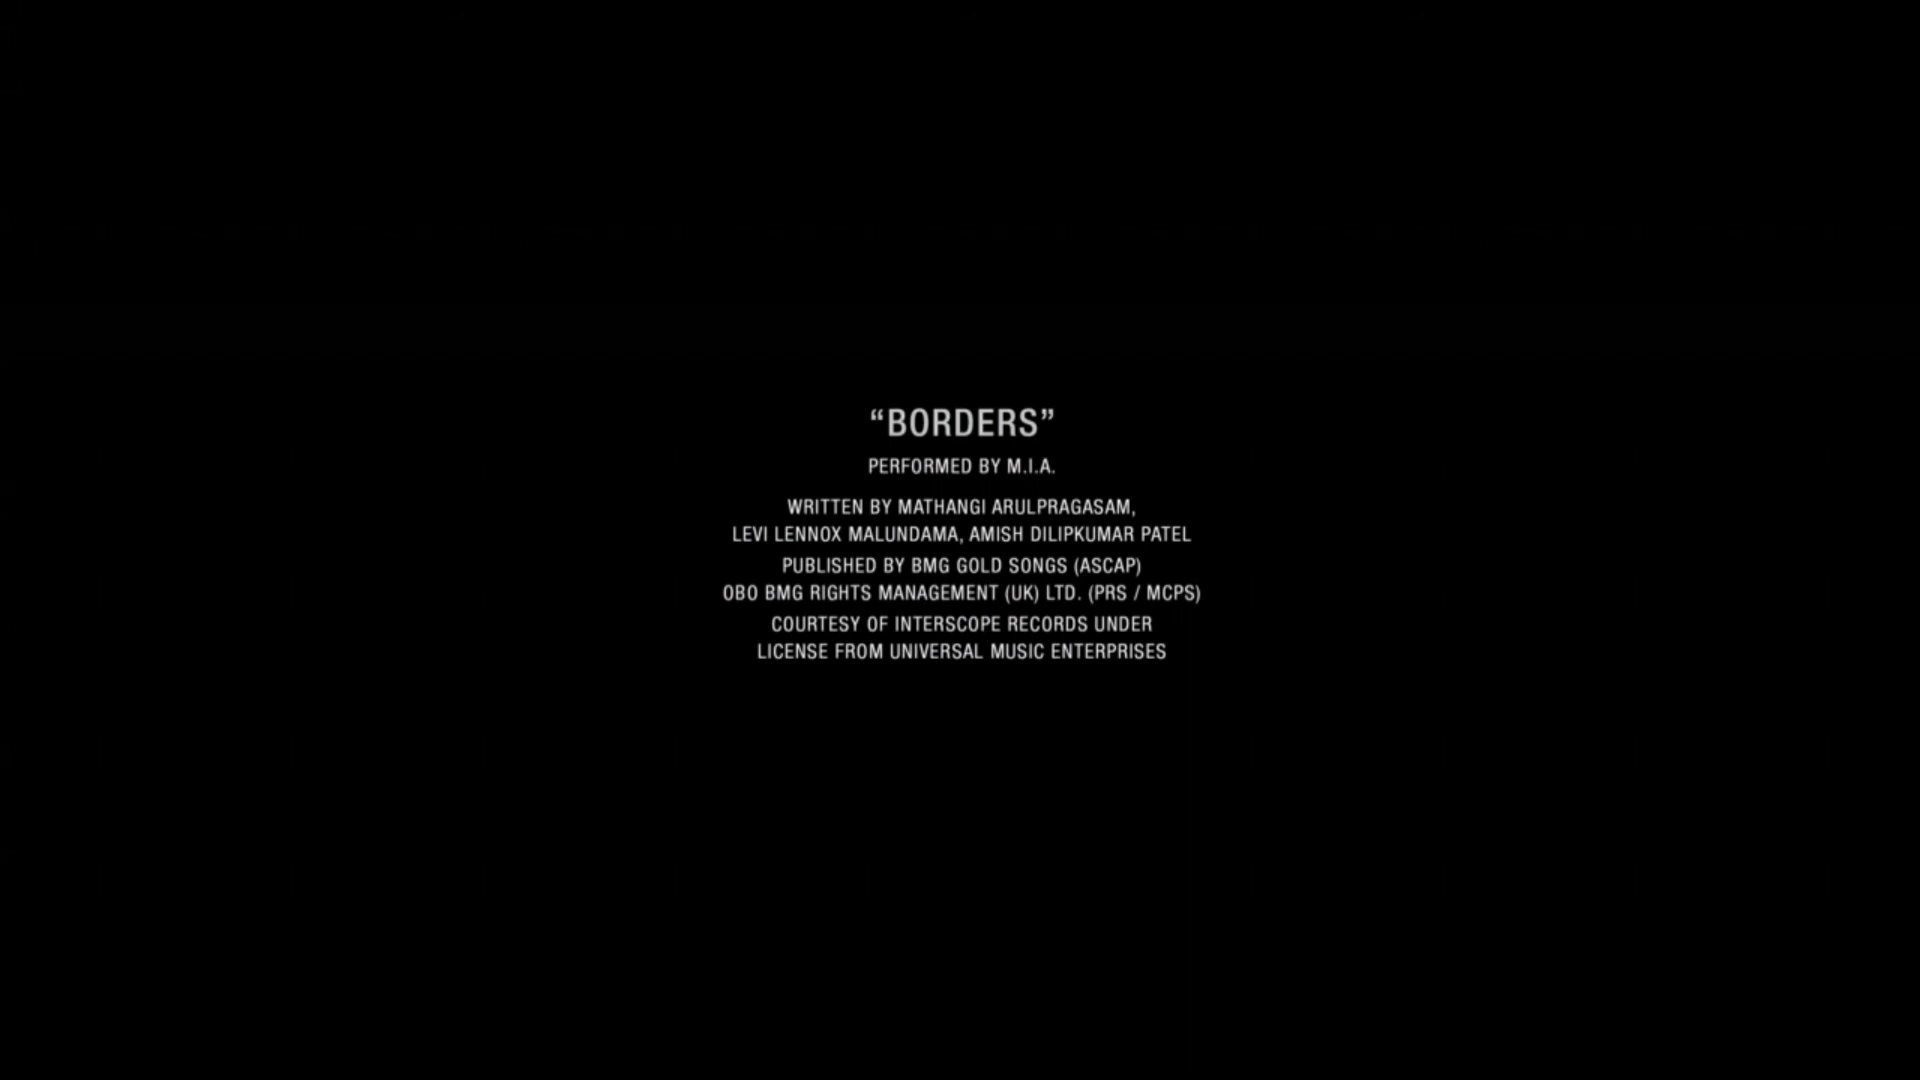 “BORDERS”
PERFORMED BY M.I.A.
WRITTEN BY MATHANGI ARULPRAGASAM,
LEVI LENNOX MALUNDAMA, AMISH DILIPKUMAR PATEL
PUBLISHED BY BMG GOLD SONGS (ASCAP)
OBO BMG RIGHTS MANAGEMENT (UK) LTD. (PRS / MCPS)
COURTESY OF INTERSCOPE RECORDS UNDER
LICENSE FROM UNIVERSAL MUSIC ENTERPRISES